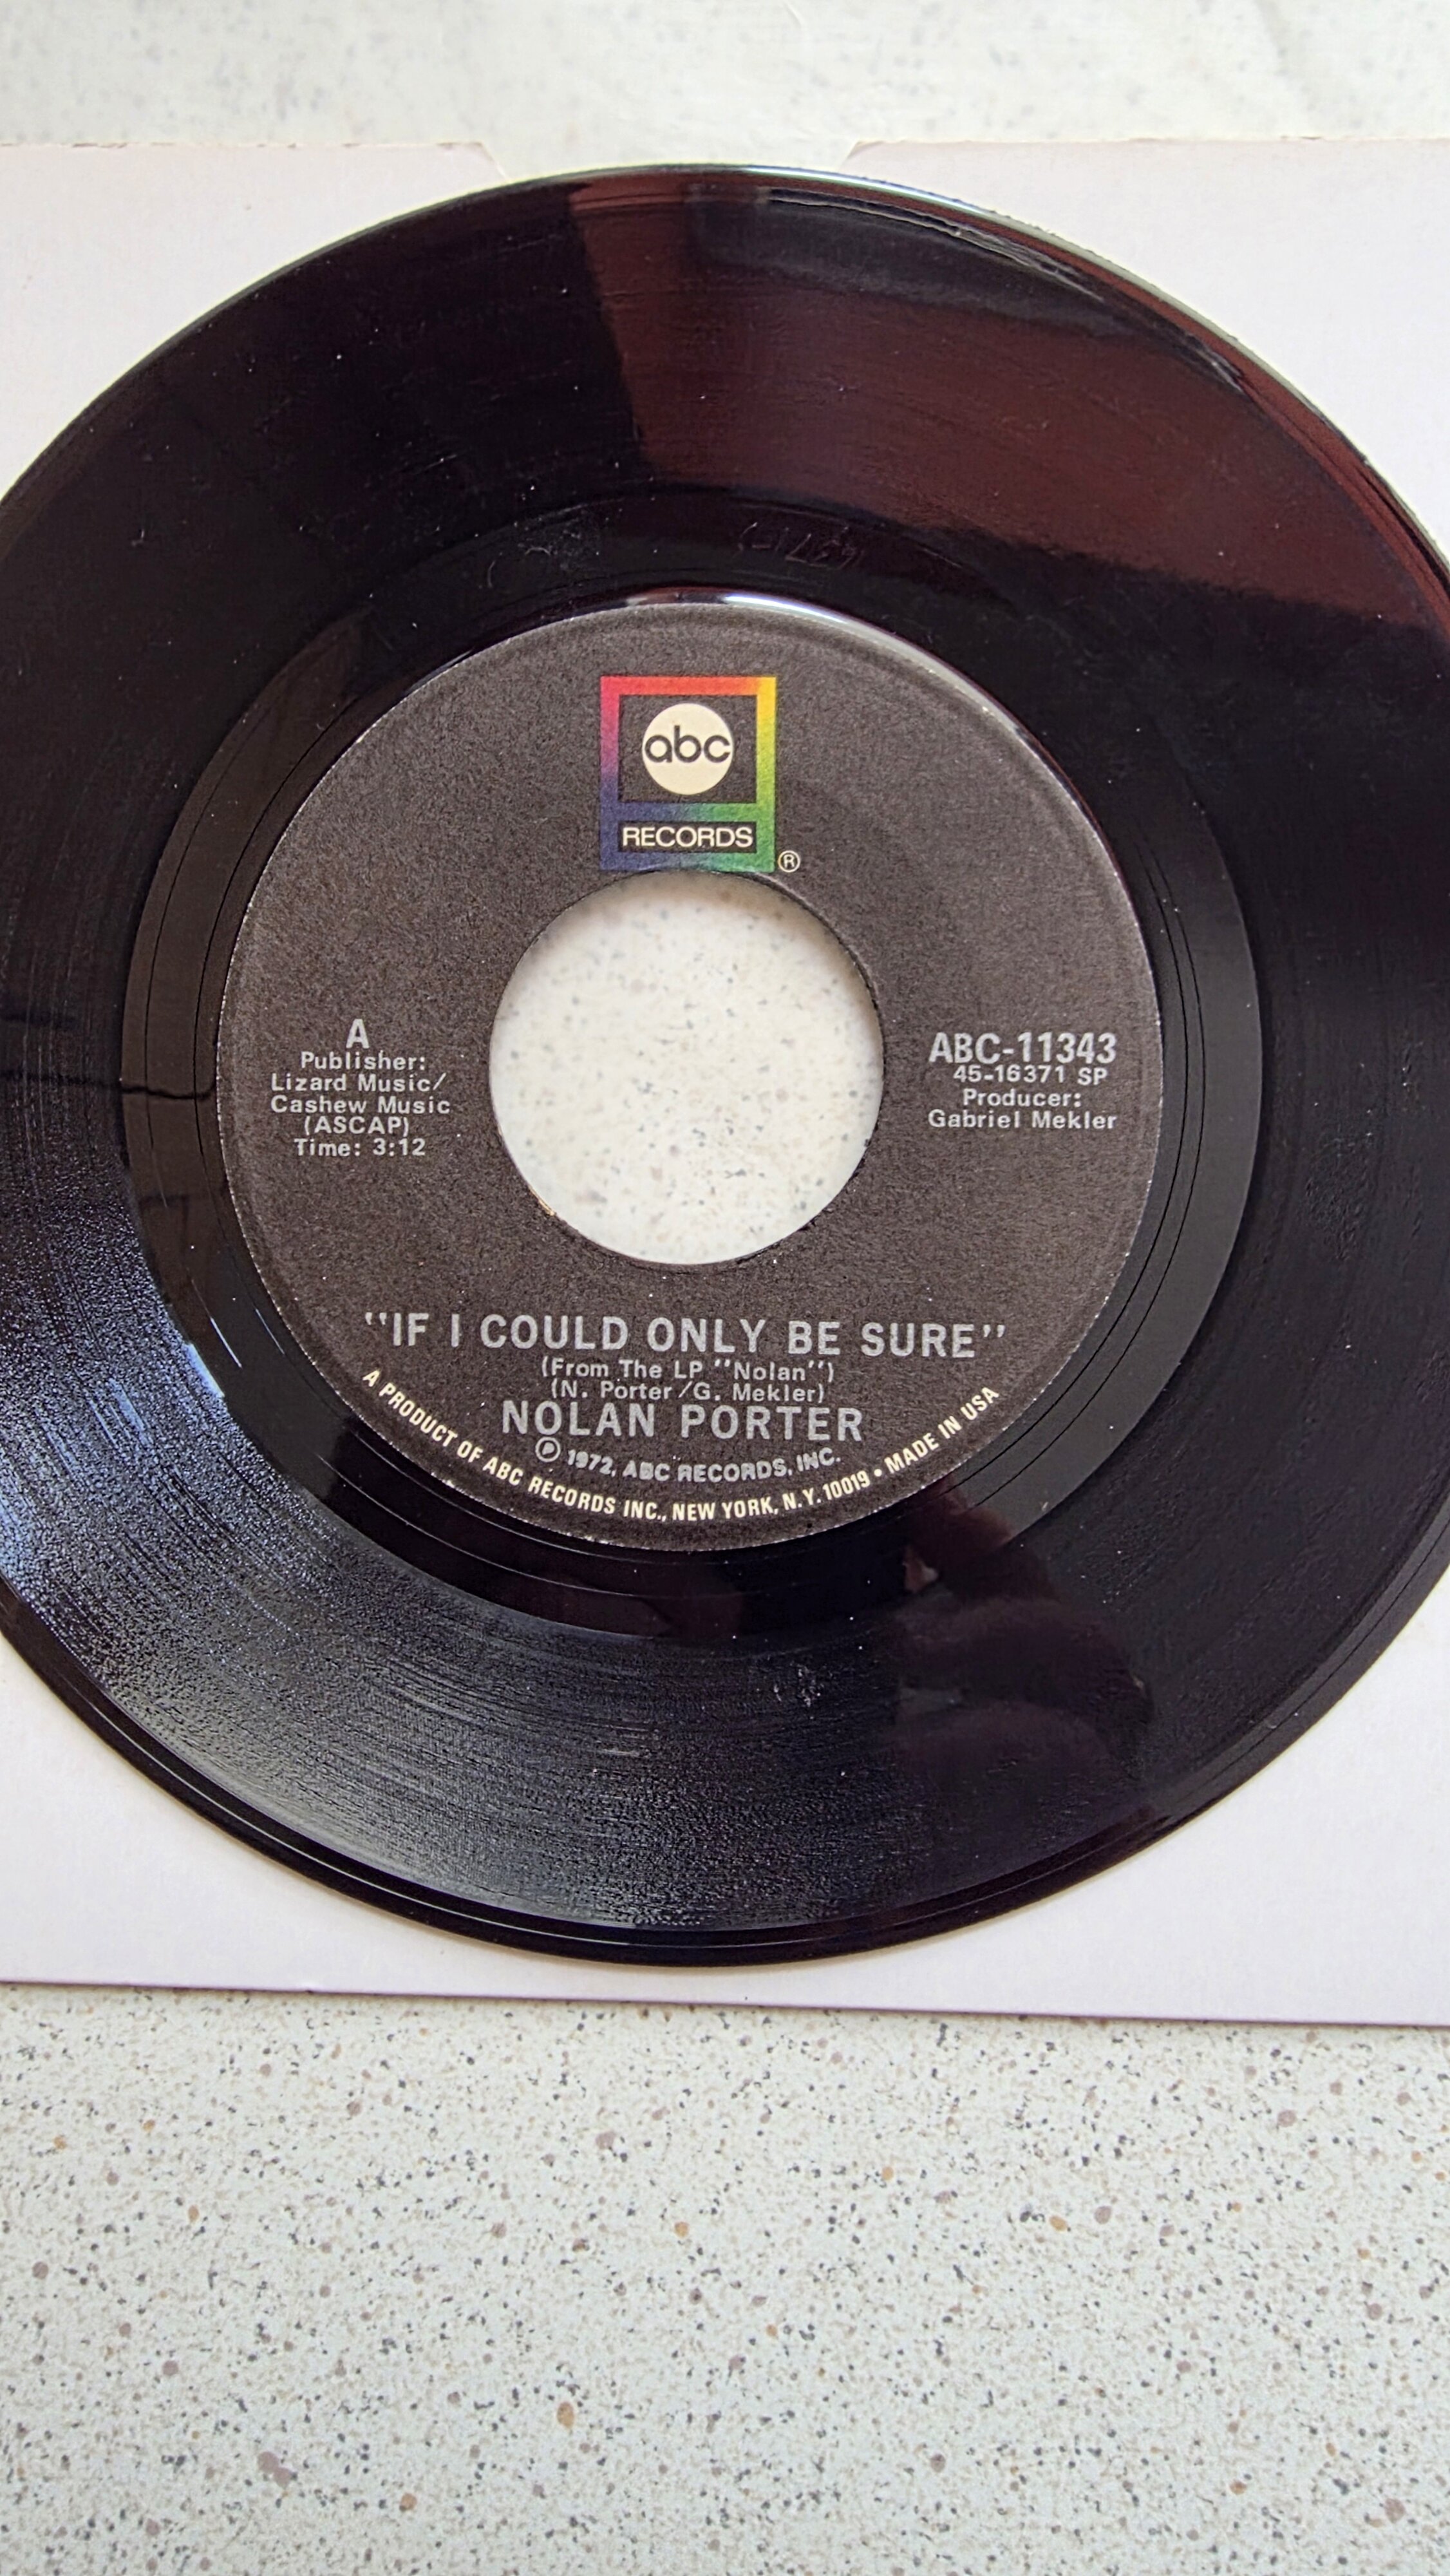 abc
RECORDS
®
A
Publisher:
Lizard Music/
Cashew Music
(ASCAP)
Time: 3:12
ABC-11343
45-16371 SP
Producer:
Gabriel Mekler
"IF I COULD ONLY BE SURE"
(From The LP "Nolan")
(N. Porter/G. Mekler)
NOLAN PORTER
℗ 1972, ABC RECORDS, INC.
A PRODUCT OF ABC RECORDS INC., NEW YORK, N.Y. 10019 • MADE IN USA